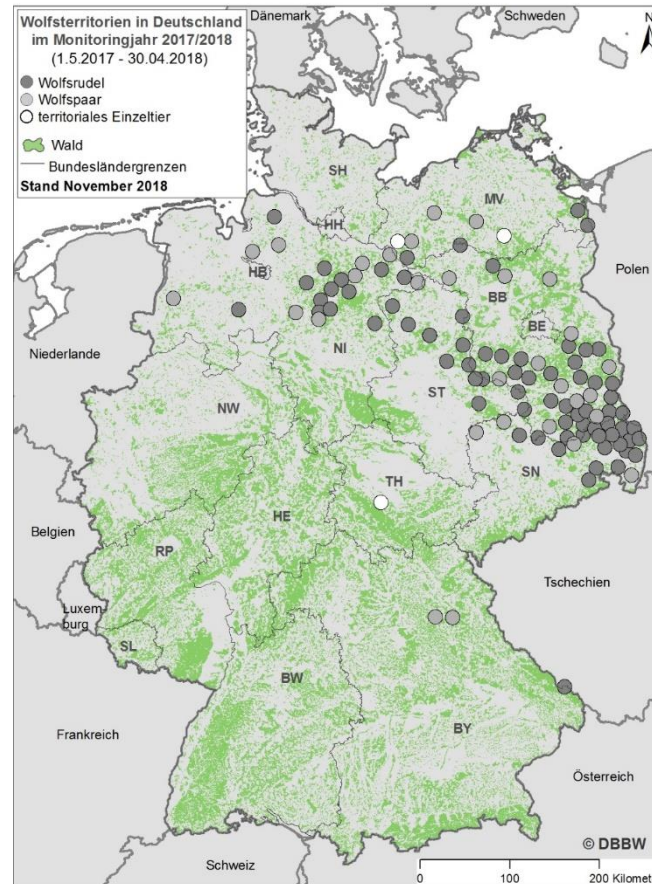 Wolfsterritorien in Deutschland
im Monitoringjahr 2017/2018
(1.5.2017 - 30.04.2018)
Wolfsrudel
Wolfspaar
territoriales Einzeltier
Wald
Bundesländergrenzen
Stand November 2018
Dänemark
Schweden
N
SH
MV
HH
HB
Polen
BB
BE
Niederlande
NI
ST
NW
SN
TH
HE
Belgien
RP
Tschechien
Luxem
burg
SL
BW
BY
Frankreich
Österreich
© DBBW
Schweiz
0 100 200 Kilomet